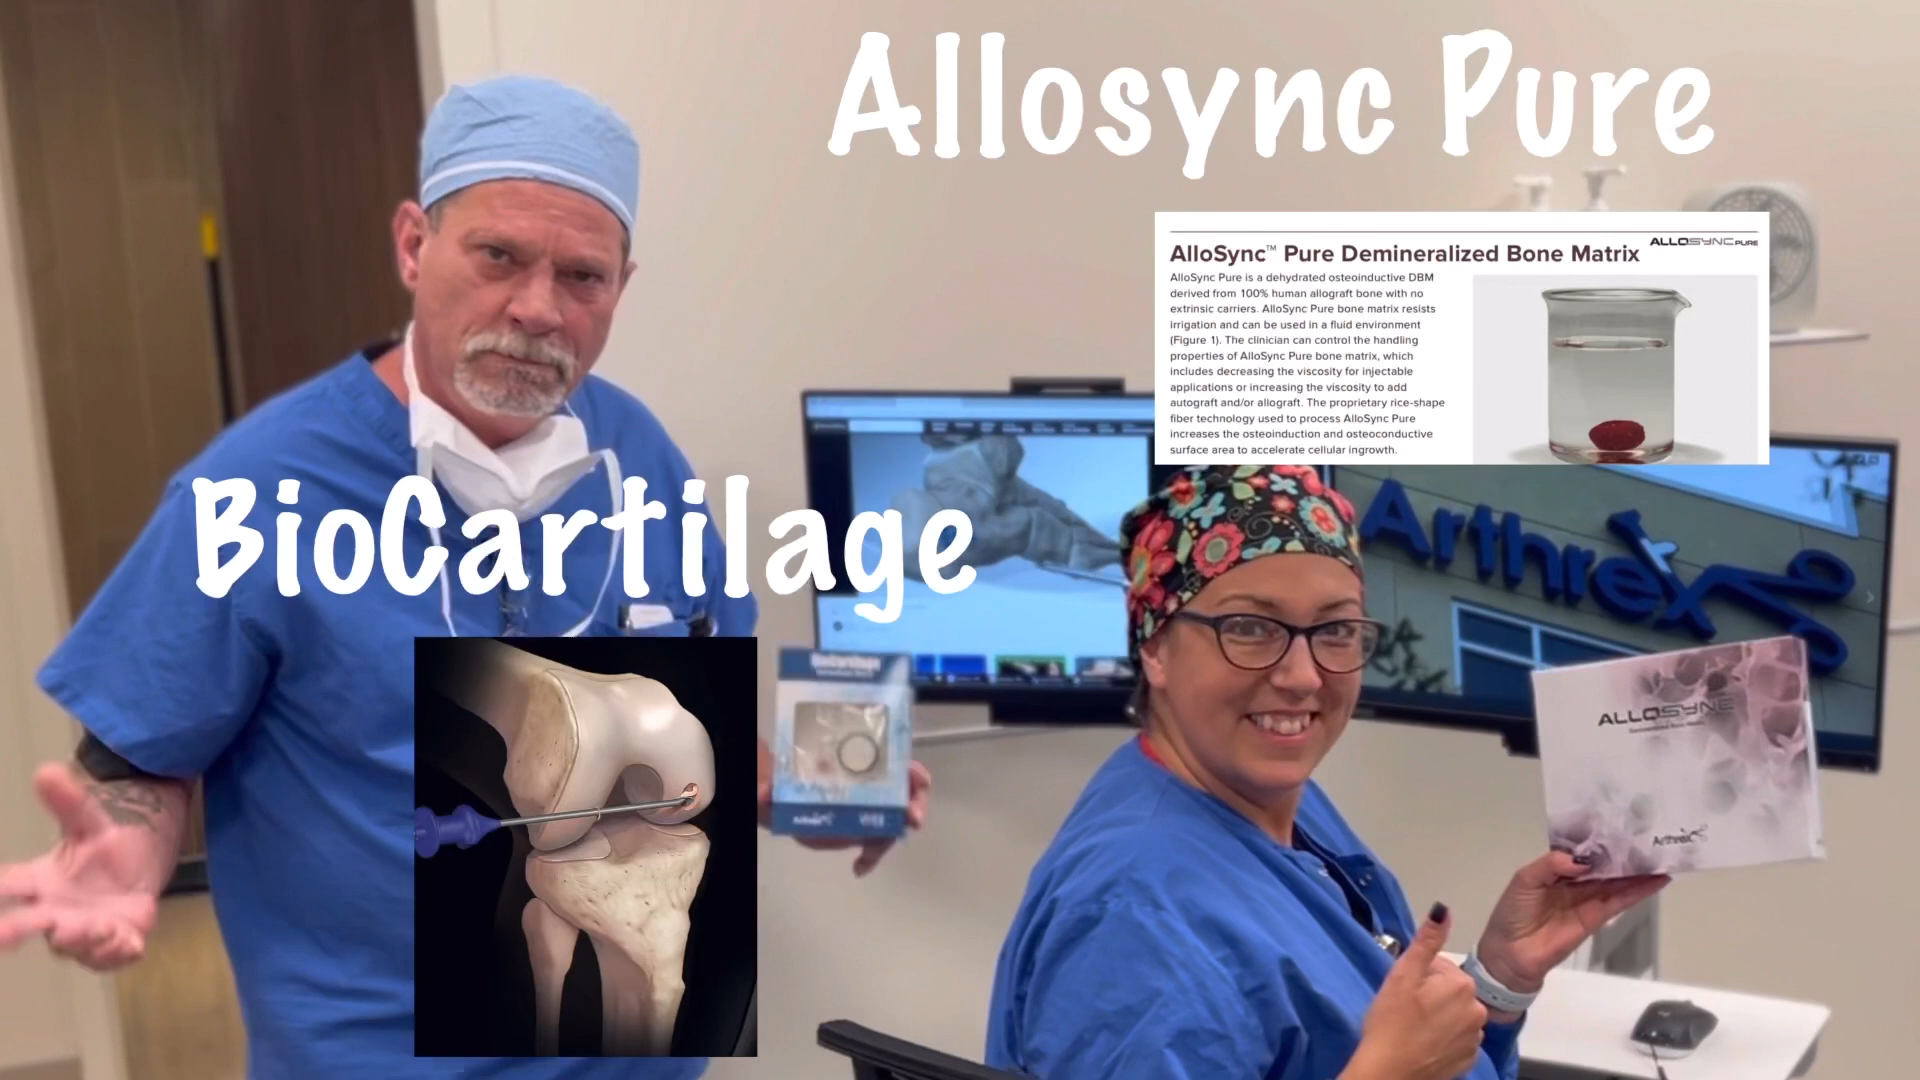 Allosync Pure
AlloSync™ Pure Demineralized Bone Matrix
ALLOSYNC PURE
AlloSync Pure is a dehydrated osteoinductive DBM
derived from 100% human allograft bone with no
extrinsic carriers. AlloSync Pure bone matrix resists
irrigation and can be used in a fluid environment
(Figure 1). The clinician can control the handling
properties of AlloSync Pure bone matrix, which
includes decreasing the viscosity for injectable
applications or increasing the viscosity to add
autograft and/or allograft. The proprietary rice-shape
fiber technology used to process AlloSync Pure
increases the osteoinduction and osteoconductive
surface area to accelerate cellular ingrowth.
BioCartilage
Arthrex
BioCartilage
Arthrex
ALLOSYNC
Arthrex